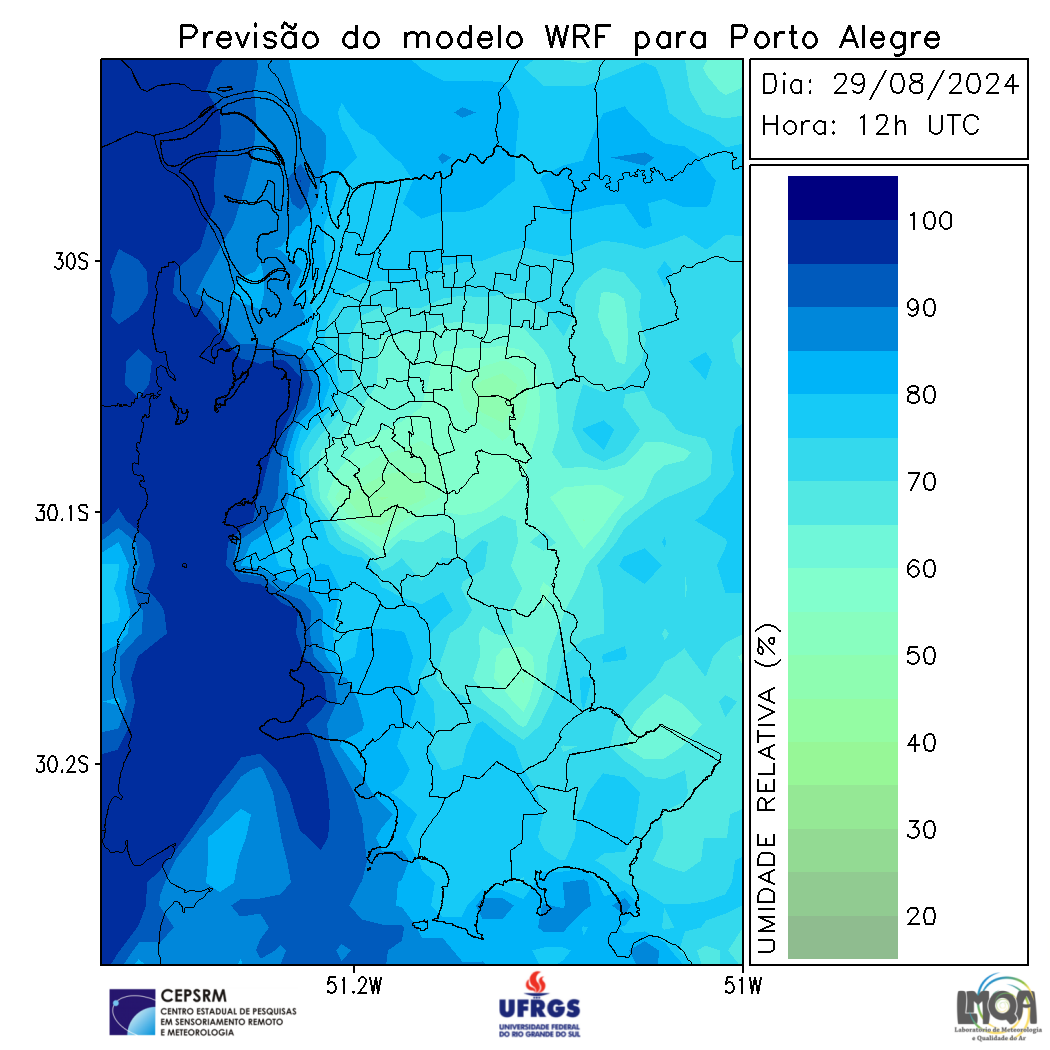 Previsão do modelo WRF para Porto Alegre
Dia: 29/08/2024
Hora: 12h UTC
100
90
80
70
60
50
40
30
20
UMIDADE RELATIVA (%)
30S
30.1S
30.2S
51.2W
51W
CEPSRM
CENTRO ESTADUAL DE PESQUISAS
EM SENSORIAMENTO REMOTO
E METEOROLOGIA
UFRGS
UNIVERSIDADE FEDERAL
DO RIO GRANDE DO SUL
LMQA
Laboratório de Meteorologia
e Qualidade do Ar